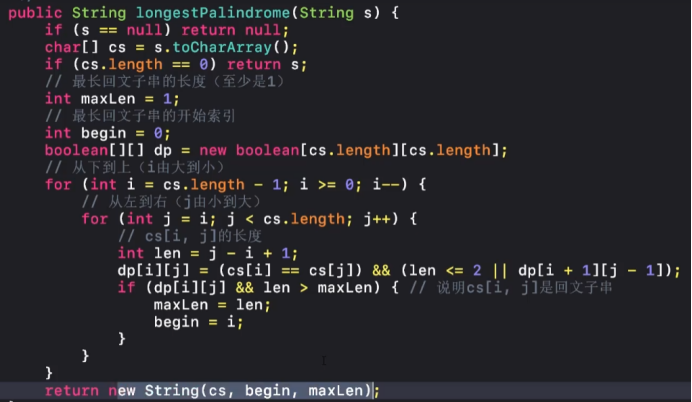 public String longestPalindrome(String s) {
    if (s == null) return null;
    char[] cs = s.toCharArray();
    if (cs.length == 0) return s;
    // 最长回文子串的长度（至少是1）
    int maxLen = 1;
    // 最长回文子串的开始索引
    int begin = 0;
    boolean[][] dp = new boolean[cs.length][cs.length];
    // 从下到上（i由大到小）
    for (int i = cs.length - 1; i >= 0; i--) {
        // 从左到右（j由小到大）
        for (int j = i; j < cs.length; j++) {
            // cs[i, j]的长度
            int len = j - i + 1;
            dp[i][j] = (cs[i] == cs[j]) && (len <= 2 || dp[i + 1][j - 1]);
            if (dp[i][j] && len > maxLen) { // 说明cs[i, j]是回文子串
                maxLen = len;
                begin = i;
            }
        }
    }
    return new String(cs, begin, maxLen);